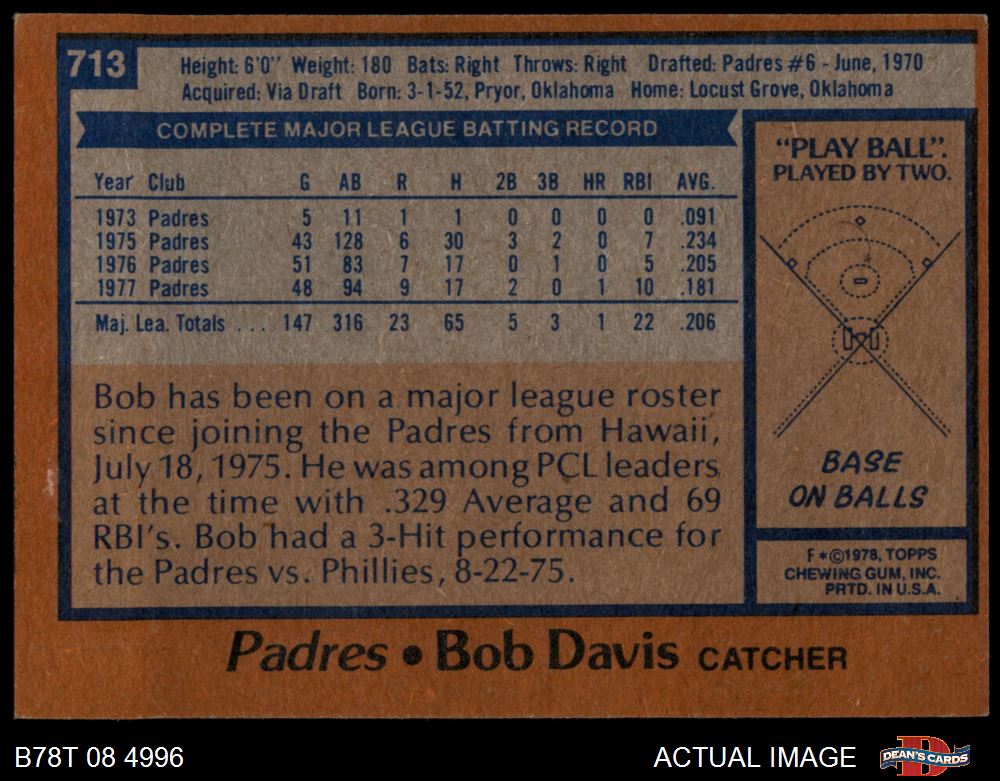 713
Height: 6'0" Weight: 180 Bats: Right Throws: Right Drafted: Padres #6 - June, 1970
Acquired: Via Draft Born: 3-1-52, Pryor, Oklahoma Home: Locust Grove, Oklahoma
COMPLETE MAJOR LEAGUE BATTING RECORD
Year Club G AB R H 2B 3B HR RBI AVG.
1973 Padres 5 11 1 1 0 0 0 0 .091
1975 Padres 43 128 6 30 3 2 0 7 .234
1976 Padres 51 83 7 17 0 1 0 5 .205
1977 Padres 48 94 9 17 2 0 1 10 .181
Maj. Lea. Totals . . . 147 316 23 65 5 3 1 22 .206
Bob has been on a major league roster
since joining the Padres from Hawaii,
July 18, 1975. He was among PCL leaders
at the time with .329 Average and 69
RBI's. Bob had a 3-Hit performance for
the Padres vs. Phillies, 8-22-75.
"PLAY BALL".
PLAYED BY TWO.
BASE
ON BALLS
F*©1978, TOPPS
CHEWING GUM, INC.
PRTD. IN U.S.A.
Padres • Bob Davis CATCHER
B78T 08 4996
ACTUAL IMAGE
DEAN'S CARDS